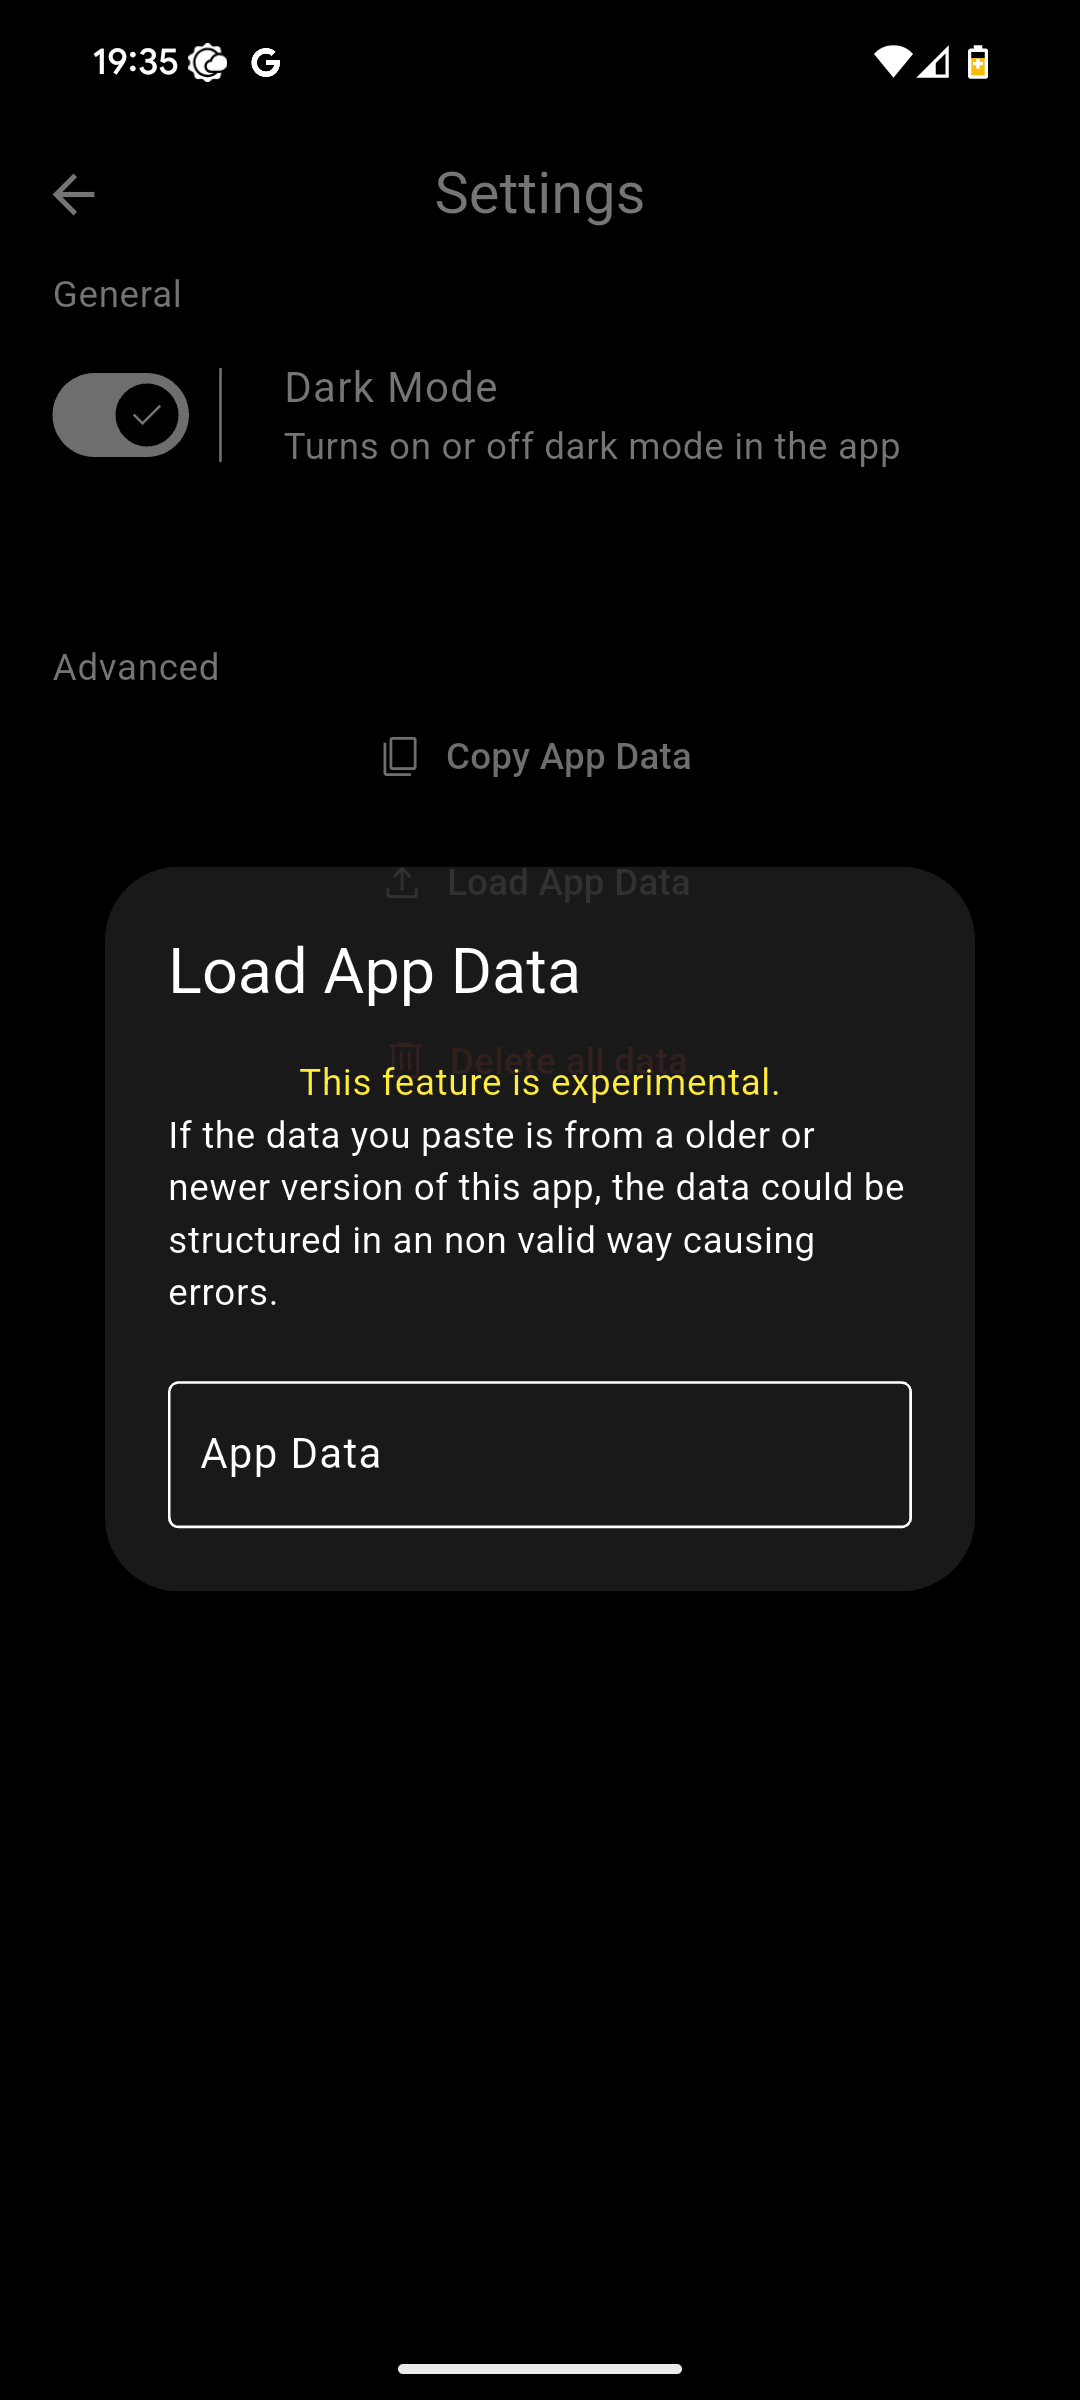 19:35
Settings
General
Dark Mode
Turns on or off dark mode in the app
Advanced
Copy App Data
Load App Data
Load App Data
Delete all data
This feature is experimental.
If the data you paste is from a older or
newer version of this app, the data could be
structured in an non valid way causing
errors.
App Data